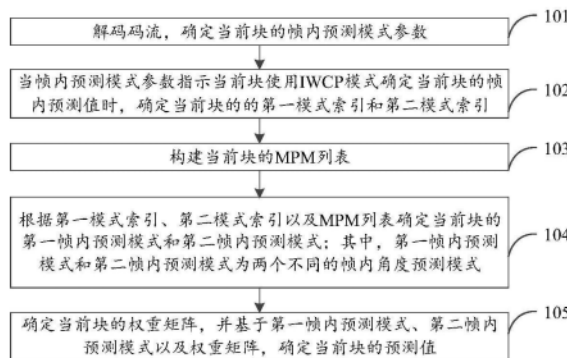 解码码流，确定当前块的帧内预测模式参数
101
当帧内预测模式参数指示当前块使用IWCP模式确定当前块的帧
内预测值时，确定当前块的的第一模式索引和第二模式索引
102
构建当前块的MPM列表
103
根据第一模式索引、第二模式索引以及MPM列表确定当前块的
第一帧内预测模式和第二帧内预测模式；其中，第一帧内预测
模式和第二帧内预测模式为两个不同的帧内角度预测模式
104
确定当前块的权重矩阵，并基于第一帧内预测模式、第二帧内
预测模式以及权重矩阵，确定当前块的预测值
105